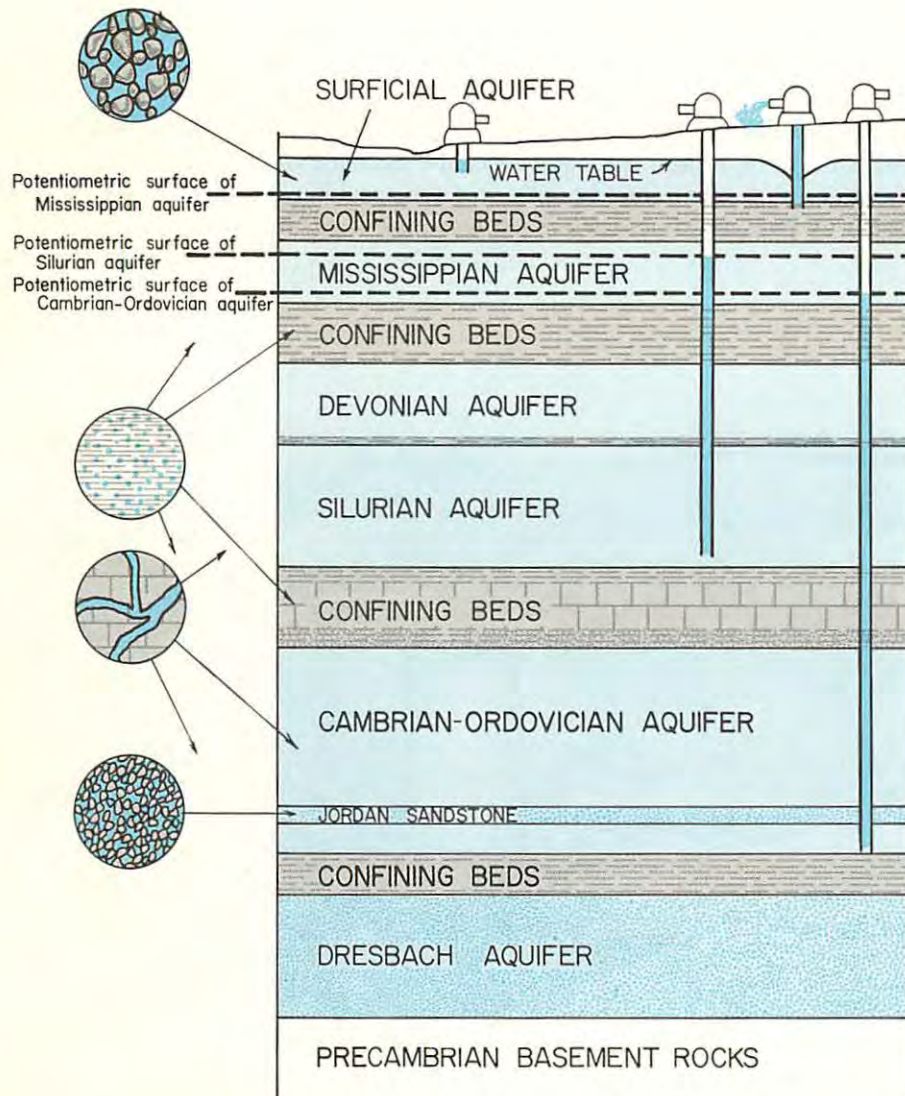 SURFICIAL AQUIFER
WATER TABLE
Potentiometric surface of
Mississippian aquifer
CONFINING BEDS
Potentiometric surface of
Silurian aquifer
MISSISSIPPIAN AQUIFER
Potentiometric surface of
Cambrian-Ordovician aquifer
CONFINING BEDS
DEVONIAN AQUIFER
SILURIAN AQUIFER
CONFINING BEDS
CAMBRIAN-ORDOVICIAN AQUIFER
JORDAN SANDSTONE
CONFINING BEDS
DRESBACH AQUIFER
PRECAMBRIAN BASEMENT ROCKS